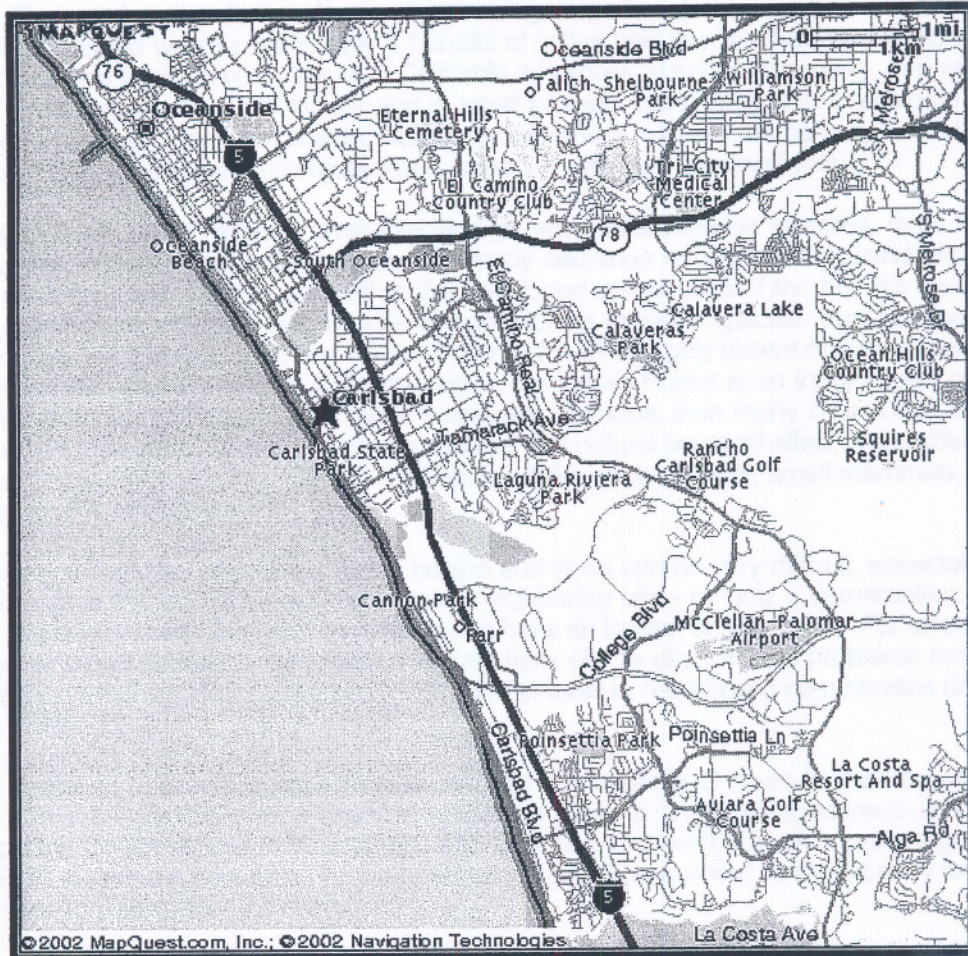 MAPQUEST
0 1mi
1km
76
Oceanside Blvd
Talich
Shelbourne
Park
Williamson
Park
N Melrose
Oceanside
Eternal Hills
Cemetery
5
El Camino
Country Club
Tri-City
Medical
Center
78
Oceanside
Beach
South Oceanside
El Camino Real
S Melrose Dr
Calavera Lake
Calaveras
Park
Ocean Hills
Country Club
Carlsbad
Tamarack Ave
Carlsbad State
Park
Squires
Reservoir
Rancho
Carlsbad Golf
Course
Laguna Riviera
Park
Cannon Park
Farr
College Blvd
McClellan-Palomar
Airport
Carlsbad Blvd
Poinsettia Park
Poinsettia Ln
La Costa
Resort And Spa
Aviara Golf
Course
Alga Rd
5
La Costa Ave
©2002 MapQuest.com, Inc.; ©2002 Navigation Technologies